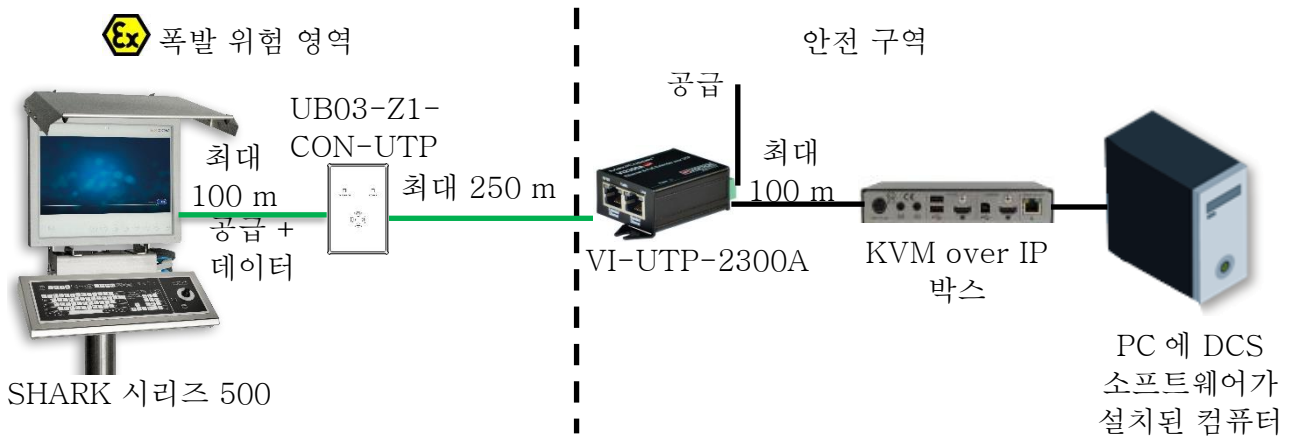 Ex 폭발 위험 영역
안전 구역
공급
UB03-Z1-
CON-UTP
최대
100 m
공급 +
데이터
최대 250 m
최대
100 m
VI-UTP-2300A
KVM over IP
박스
SHARK 시리즈 500
PC 에 DCS
소프트웨어가
설치된 컴퓨터